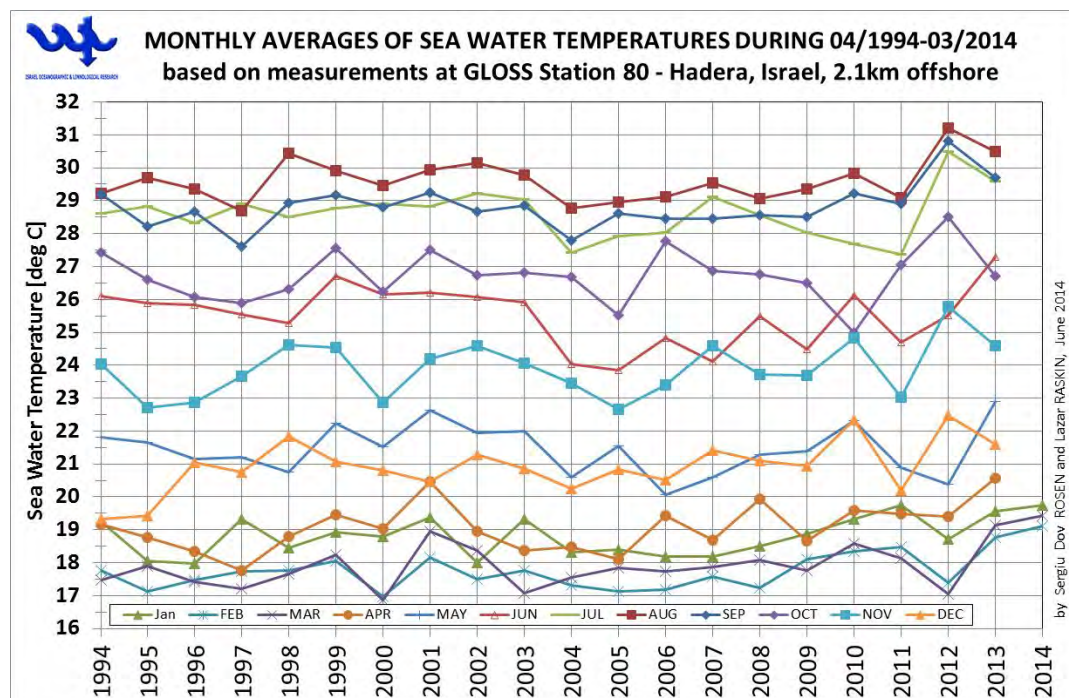 MONTHLY AVERAGES OF SEA WATER TEMPERATURES DURING 04/1994-03/2014
based on measurements at GLOSS Station 80 - Hadera, Israel, 2.1km offshore
ISRAEL OCEANOGRAPHIC & LIMNOLOGICAL RESEARCH
Sea Water Temperature [deg C]
32
31
30
29
28
27
26
25
24
23
22
21
20
19
18
17
16
Jan FEB MAR APR MAY JUN JUL AUG SEP OCT NOV DEC
1994 1995 1996 1997 1998 1999 2000 2001 2002 2003 2004 2005 2006 2007 2008 2009 2010 2011 2012 2013 2014
by Sergiu Dov ROSEN and Lazar RASKIN, June 2014